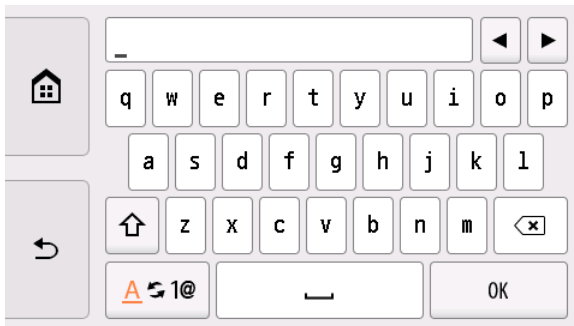 _
q w e r t y u i o p
a s d f g h j k l
z x c v b n m
A 1@ OK